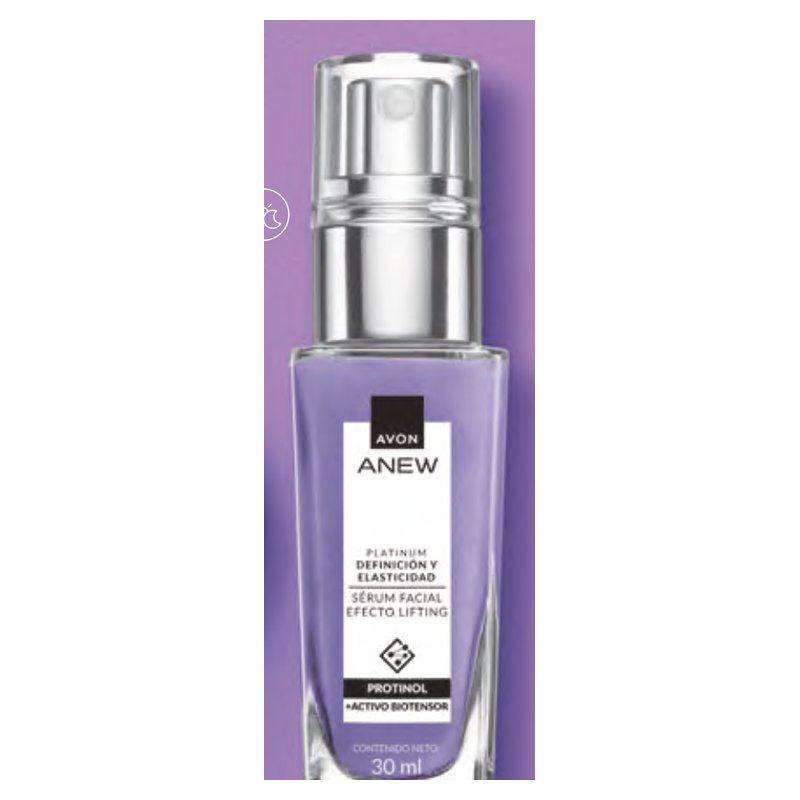 AVON
ANEW
PLATINUM
DEFINICIÓN Y
ELASTICIDAD
SÉRUM FACIAL
EFECTO LIFTING
PROTINOL
+ACTIVO BIOTENSOR
CONTENIDO NETO:
30 ml